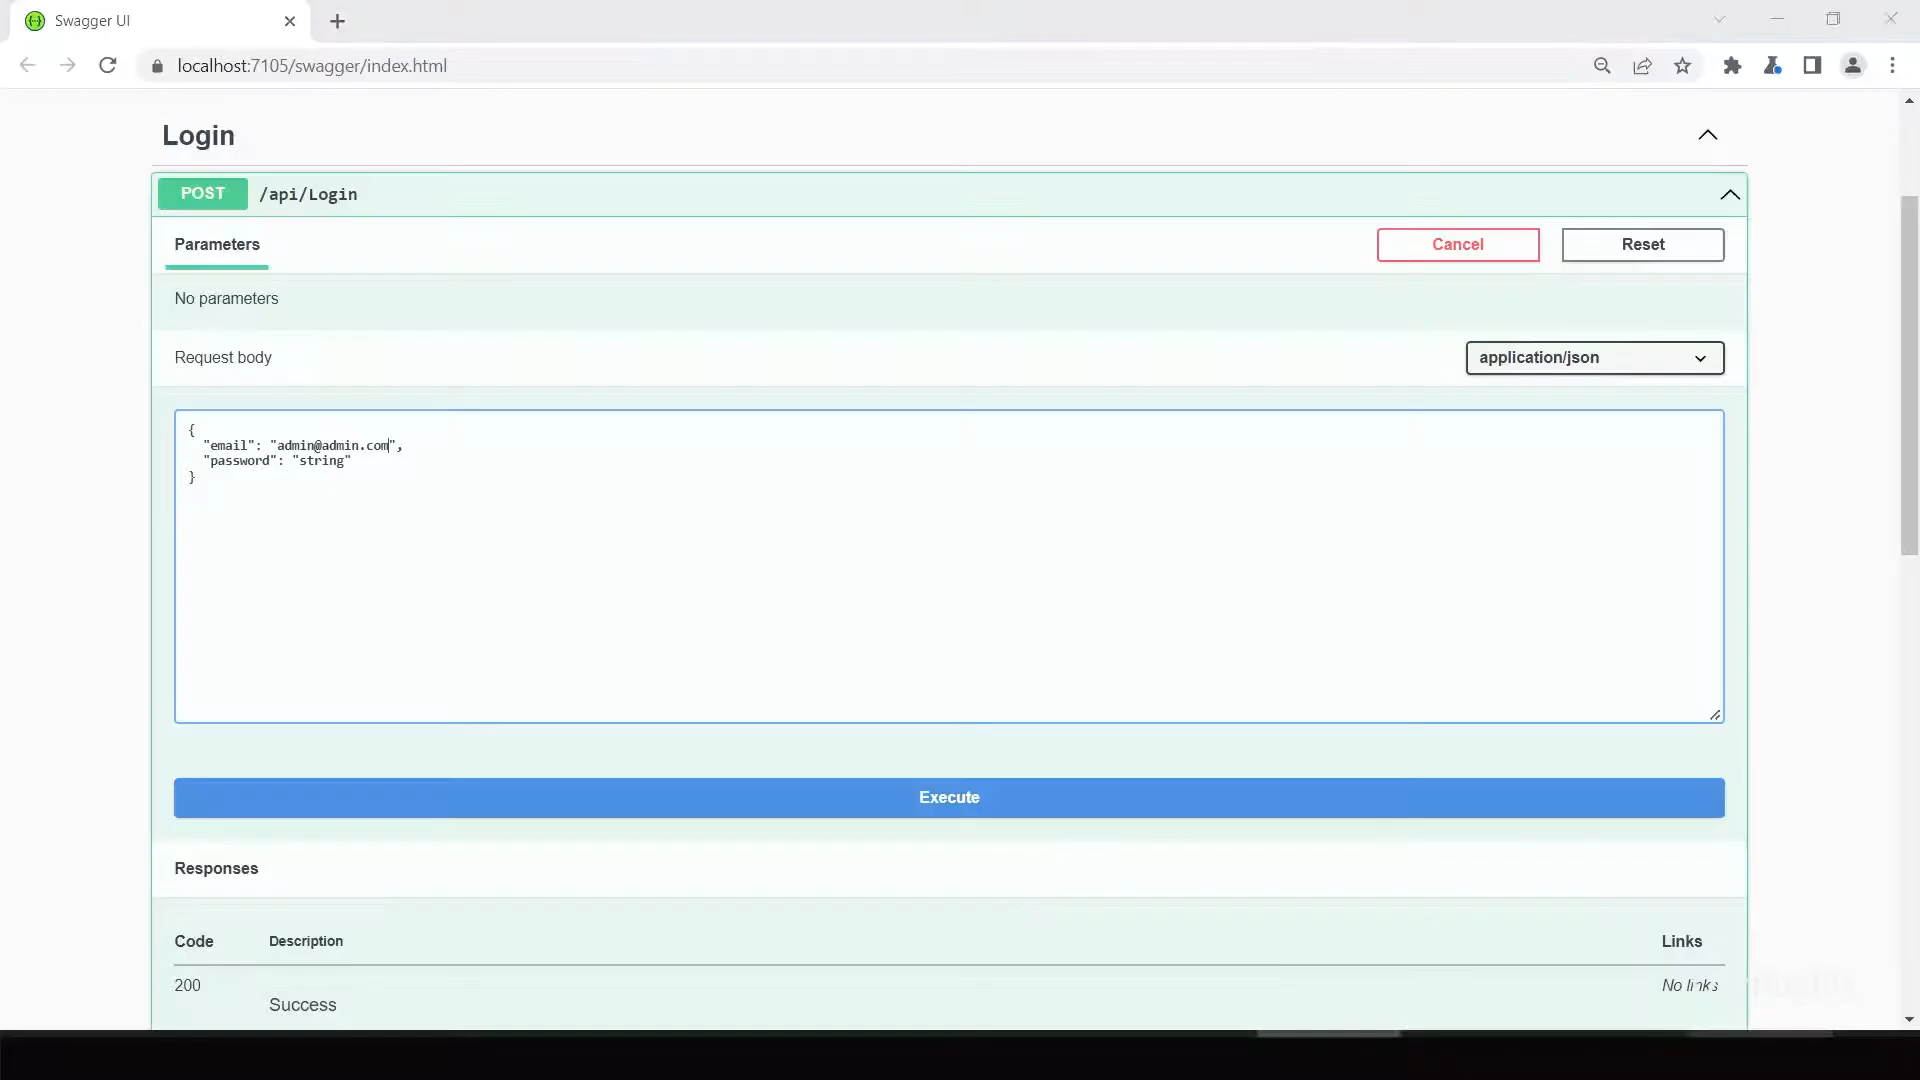 Swagger UI
localhost:7105/swagger/index.html
Login
POST /api/Login
Parameters
Cancel
Reset
No parameters
Request body
application/json
{
"email": "admin@admin.com",
"password": "string"
}
Execute
Responses
Code Description Links
200 No links
Success